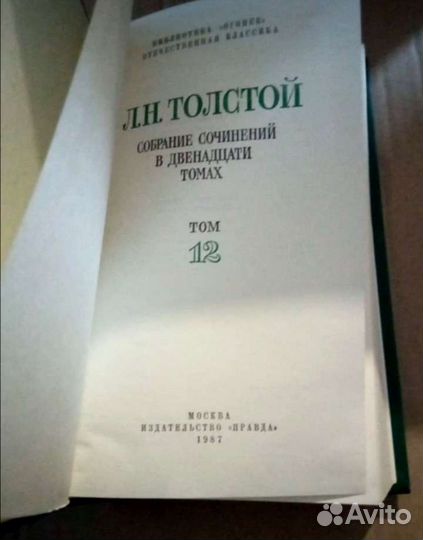 БИБЛИОТЕКА «ОГОНЕК»
ОТЕЧЕСТВЕННАЯ КЛАССИКА
Л.Н. ТОЛСТОЙ
СОБРАНИЕ СОЧИНЕНИЙ
В ДВЕНАДЦАТИ
ТОМАХ
ТОМ
12
МОСКВА
ИЗДАТЕЛЬСТВО «ПРАВДА»
1987
Avito